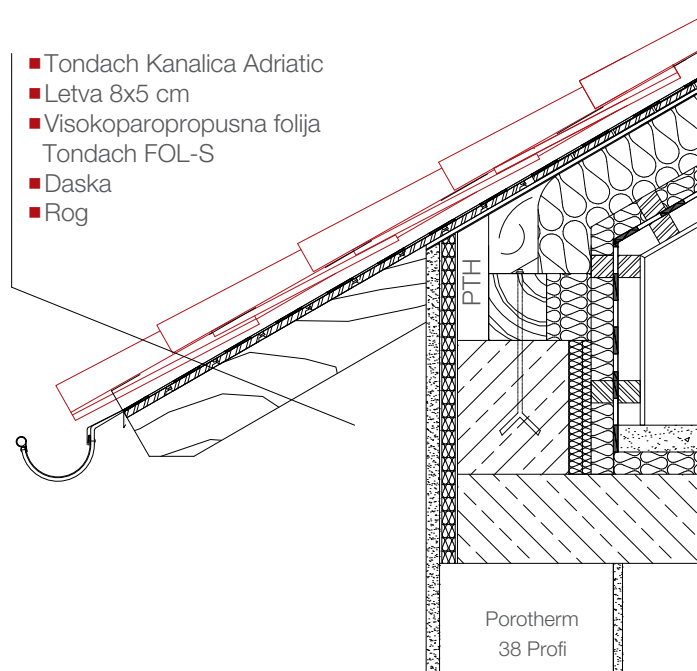 Tondach Kanalica Adriatic
Letva 8x5 cm
Visokoparopropusna folija
Tondach FOL-S
Daska
Rog
PTH
Porotherm
38 Profi